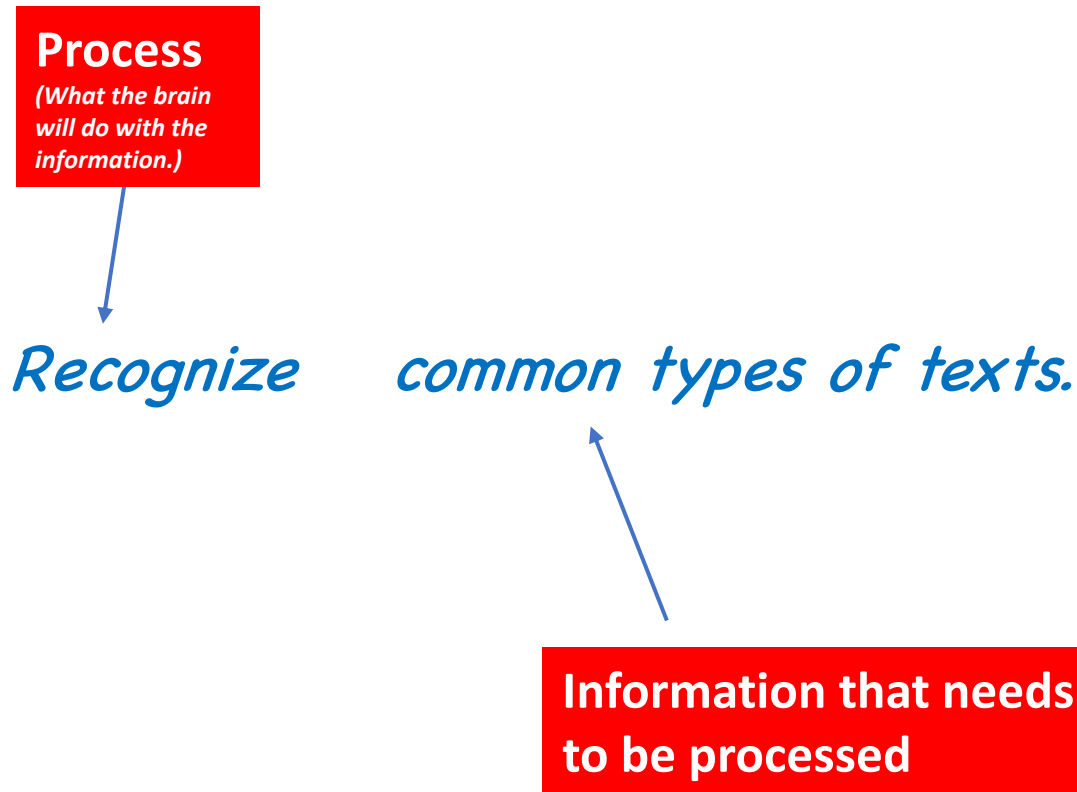 Process
(What the brain
will do with the
information.)
Recognize common types of texts.
Information that needs
to be processed